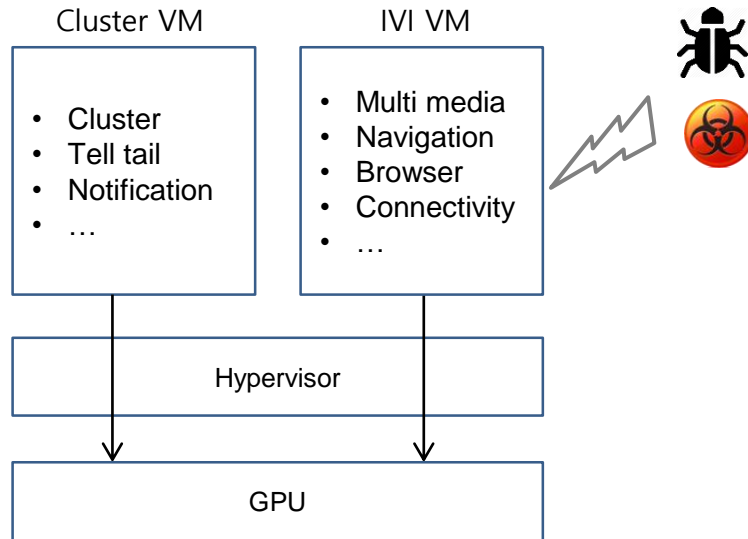 Cluster VM
IVI VM
• Cluster
• Tell tail
• Notification
• …
• Multi media
• Navigation
• Browser
• Connectivity
• …
Hypervisor
GPU